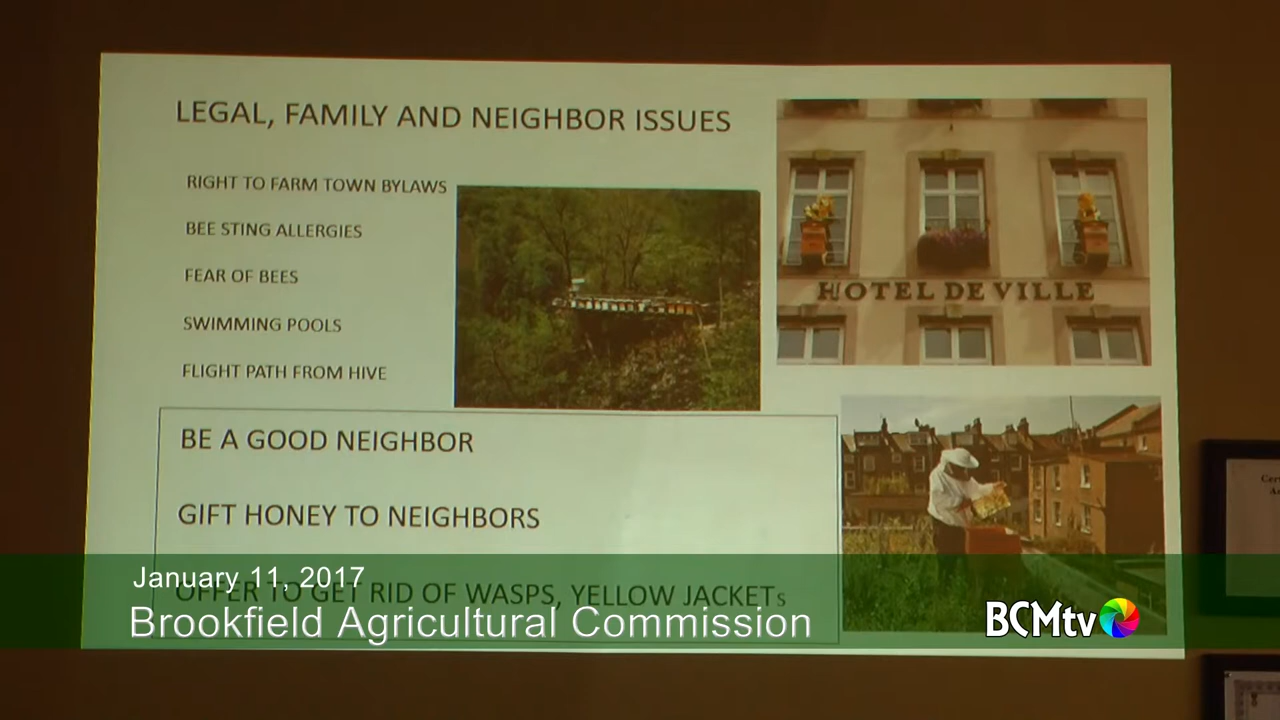 LEGAL, FAMILY AND NEIGHBOR ISSUES
RIGHT TO FARM TOWN BYLAWS
BEE STING ALLERGIES
FEAR OF BEES
SWIMMING POOLS
FLIGHT PATH FROM HIVE
HOTEL DE VILLE
BE A GOOD NEIGHBOR
GIFT HONEY TO NEIGHBORS
OFFER TO GET RID OF WASPS, YELLOW JACKETs
January 11, 2017
Brookfield Agricultural Commission
BCMtv